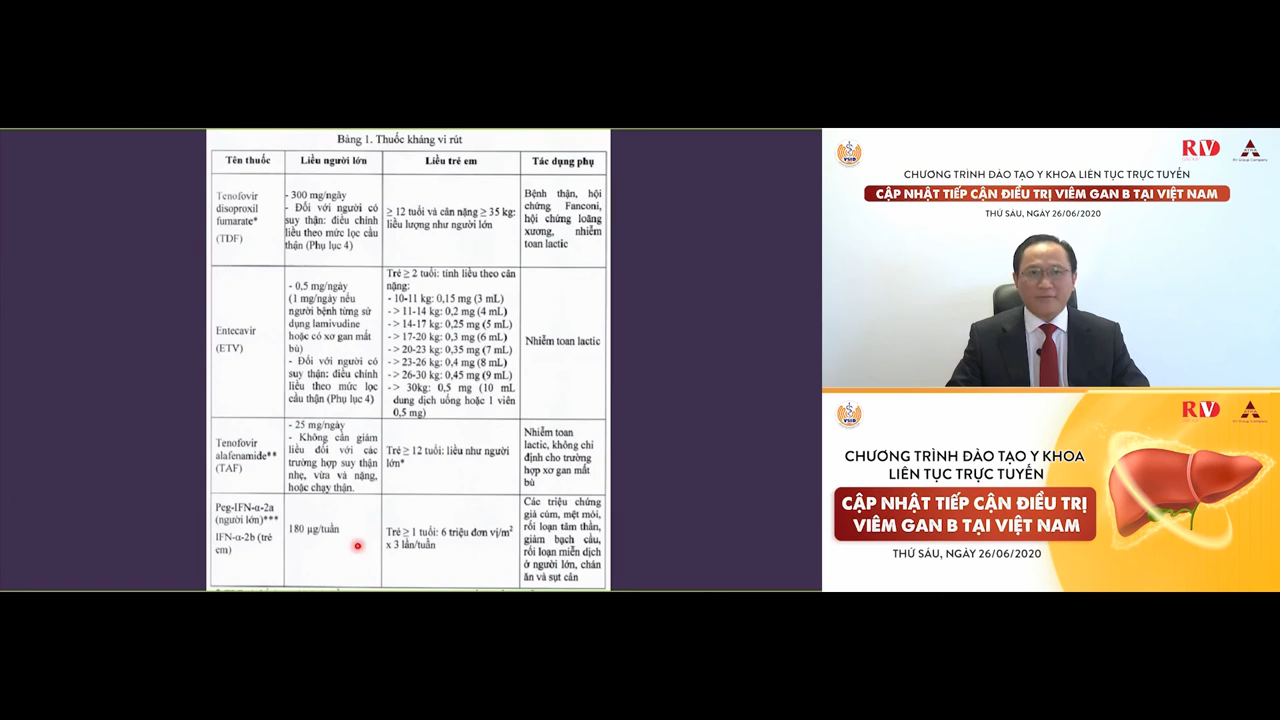 Bảng 1. Thuốc kháng vi rút
Tên thuốc
Liều người lớn
Liều trẻ em
Tác dụng phụ
Tenofovir
disoproxil
fumarate*
(TDF)
- 300 mg/ngày
- Đối với người có
suy thận: điều chỉnh
liều theo mức lọc cầu
thận (Phụ lục 4)
≥ 12 tuổi và cân nặng ≥ 35 kg:
liều lượng như người lớn
Bệnh thận, hội
chứng Fanconi,
hội chứng loãng
xương, nhiễm
toan lactic
Entecavir
(ETV)
- 0,5 mg/ngày
(1 mg/ngày nếu
người bệnh từng sử
dụng lamivudine
hoặc có xơ gan mất
bù)
- Đối với người có
suy thận: điều chỉnh
liều theo mức lọc
cầu thận (Phụ lục 4)
Trẻ ≥ 2 tuổi: tính liều theo cân
nặng:
- 10-11 kg: 0,15 mg (3 mL)
- > 11-14 kg: 0,2 mg (4 mL)
- > 14-17 kg: 0,25 mg (5 mL)
- > 17-20 kg: 0,3 mg (6 mL)
- > 20-23 kg: 0,35 mg (7 mL)
- > 23-26 kg: 0,4 mg (8 mL)
- > 26-30 kg: 0,45 mg (9 mL)
- > 30kg: 0,5 mg (10 mL
dung dịch uống hoặc 1 viên
0,5 mg)
Nhiễm toan lactic
Tenofovir
alafenamide**
(TAF)
- 25 mg/ngày
- Không cần giảm
liều đối với các
trường hợp suy thận
nhẹ, vừa và nặng,
hoặc chạy thận.
Trẻ ≥ 12 tuổi: liều như người
lớn*
Nhiễm toan
lactic, không chỉ
định cho trường
hợp xơ gan mất
bù
Peg-IFN-α-2a
(người lớn)***
IFN-α-2b (trẻ
em)
180 µg/tuần
Trẻ ≥ 1 tuổi: 6 triệu đơn vị/m²
x 3 lần/tuần
Các triệu chứng
giả cúm, mệt mỏi,
rối loạn tâm thần,
giảm bạch cầu,
rối loạn miễn dịch
ở người lớn, chán
ăn và sụt cân
VSID
RV
GROUP
RV Group Company
CHƯƠNG TRÌNH ĐÀO TẠO Y KHOA LIÊN TỤC TRỰC TUYẾN
CẬP NHẬT TIẾP CẬN ĐIỀU TRỊ VIÊM GAN B TẠI VIỆT NAM
THỨ SÁU, NGÀY 26/06/2020
VSID
RV
GROUP
RV Group Company
CHƯƠNG TRÌNH ĐÀO TẠO Y KHOA
LIÊN TỤC TRỰC TUYẾN
CẬP NHẬT TIẾP CẬN ĐIỀU TRỊ
VIÊM GAN B TẠI VIỆT NAM
THỨ SÁU, NGÀY 26/06/2020